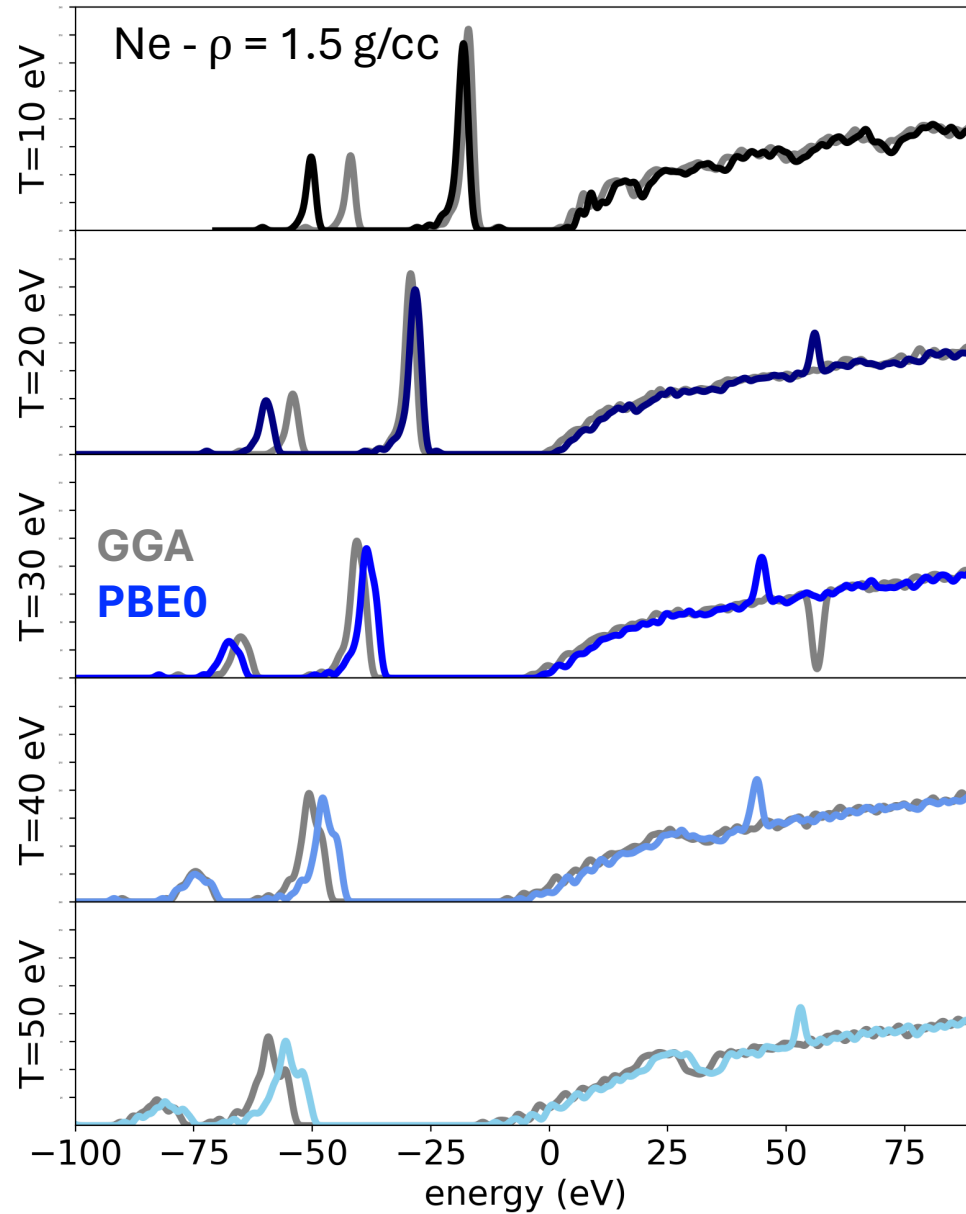 Ne - ρ = 1.5 g/cc
T=10 eV
T=20 eV
T=30 eV
GGA
PBE0
T=40 eV
T=50 eV
−100 −75 −50 −25 0 25 50 75
energy (eV)